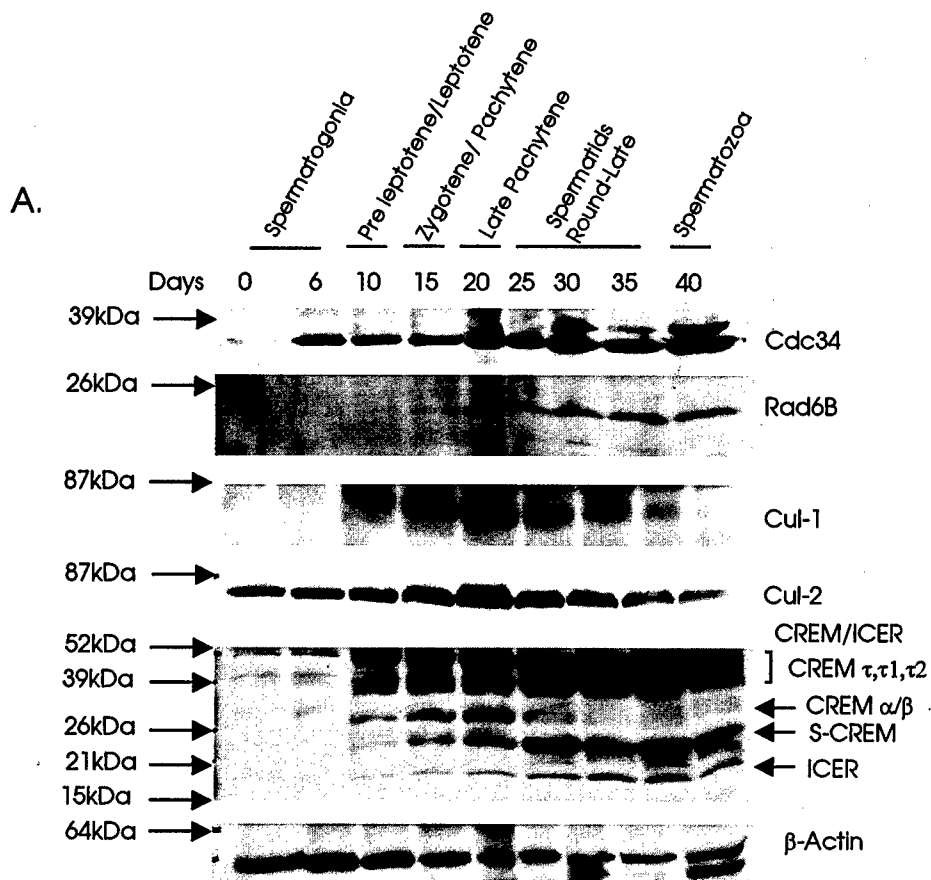 A.
Spermatogonia
Pre leptotene/Leptotene
Zygotene/ Pachytene
Late Pachytene
Spermatids
Round-Late
Spermatozoa
Days 0 6 10 15 20 25 30 35 40
39kDa
Cdc34
26kDa
Rad6B
87kDa
Cul-1
87kDa
Cul-2
CREM/ICER
52kDa
CREM τ,τ1,τ2
39kDa
CREM α/β
26kDa
S-CREM
21kDa
ICER
15kDa
64kDa
β-Actin